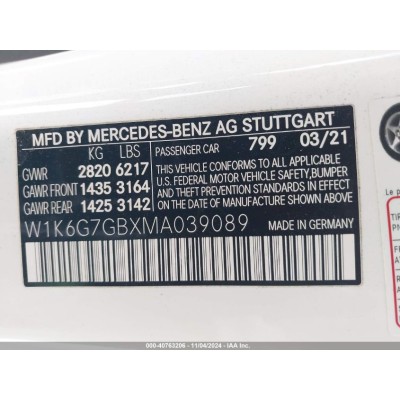 MFD BY MERCEDES-BENZ AG STUTTGART
KG LBS PASSENGER CAR 799 03/21
GVWR 2820 6217 THIS VEHICLE CONFORMS TO ALL
GAWR FRONT 1435 3164 APPLICABLE U.S. FEDERAL MOTOR
GAWR REAR 1425 3142 VEHICLE SAFETY, BUMPER
AND THEFT PREVENTION STANDARDS
IN EFFECT ON THE DATE OF
MANUFACTURE SHOWN ABOVE.
W1K6G7GBXMA039089 MADE IN GERMANY
Le p
TIR
PN
000-40763206 - 11/04/2024 - IAA Inc.